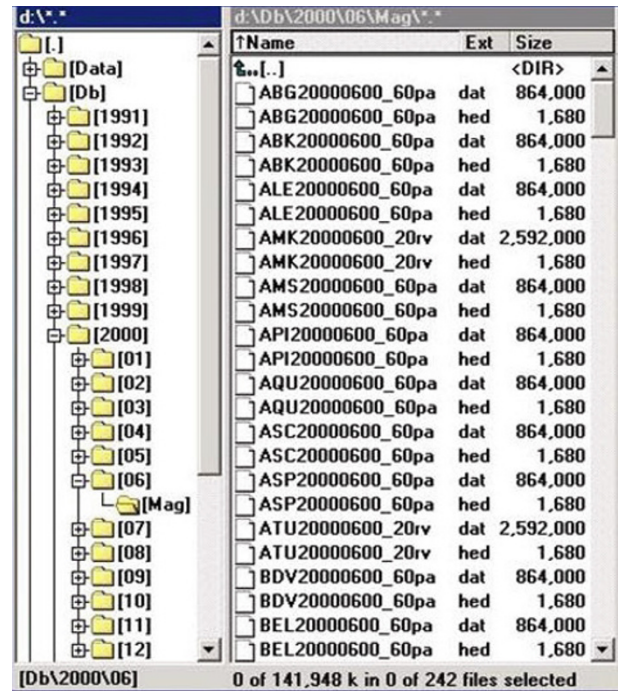 d:\*.*
[.]
[Data]
[Db]
[1991]
[1992]
[1993]
[1994]
[1995]
[1996]
[1997]
[1998]
[1999]
[2000]
[01]
[02]
[03]
[04]
[05]
[06]
[Mag]
[07]
[08]
[09]
[10]
[11]
[12]
[Db\2000\06]
d:\Db\2000\06\Mag\*.*
↑Name Ext Size
[..] <DIR>
ABG20000600_60pa dat 864,000
ABG20000600_60pa hed 1,680
ABK20000600_60pa dat 864,000
ABK20000600_60pa hed 1,680
ALE20000600_60pa dat 864,000
ALE20000600_60pa hed 1,680
AMK20000600_20rv dat 2,592,000
AMK20000600_20rv hed 1,680
AMS20000600_60pa dat 864,000
AMS20000600_60pa hed 1,680
API20000600_60pa dat 864,000
API20000600_60pa hed 1,680
AQU20000600_60pa dat 864,000
AQU20000600_60pa hed 1,680
ASC20000600_60pa dat 864,000
ASC20000600_60pa hed 1,680
ASP20000600_60pa dat 864,000
ASP20000600_60pa hed 1,680
ATU20000600_20rv dat 2,592,000
ATU20000600_20rv hed 1,680
BDV20000600_60pa dat 864,000
BDV20000600_60pa hed 1,680
BEL20000600_60pa dat 864,000
BEL20000600_60pa hed 1,680
0 of 141,948 k in 0 of 242 files selected